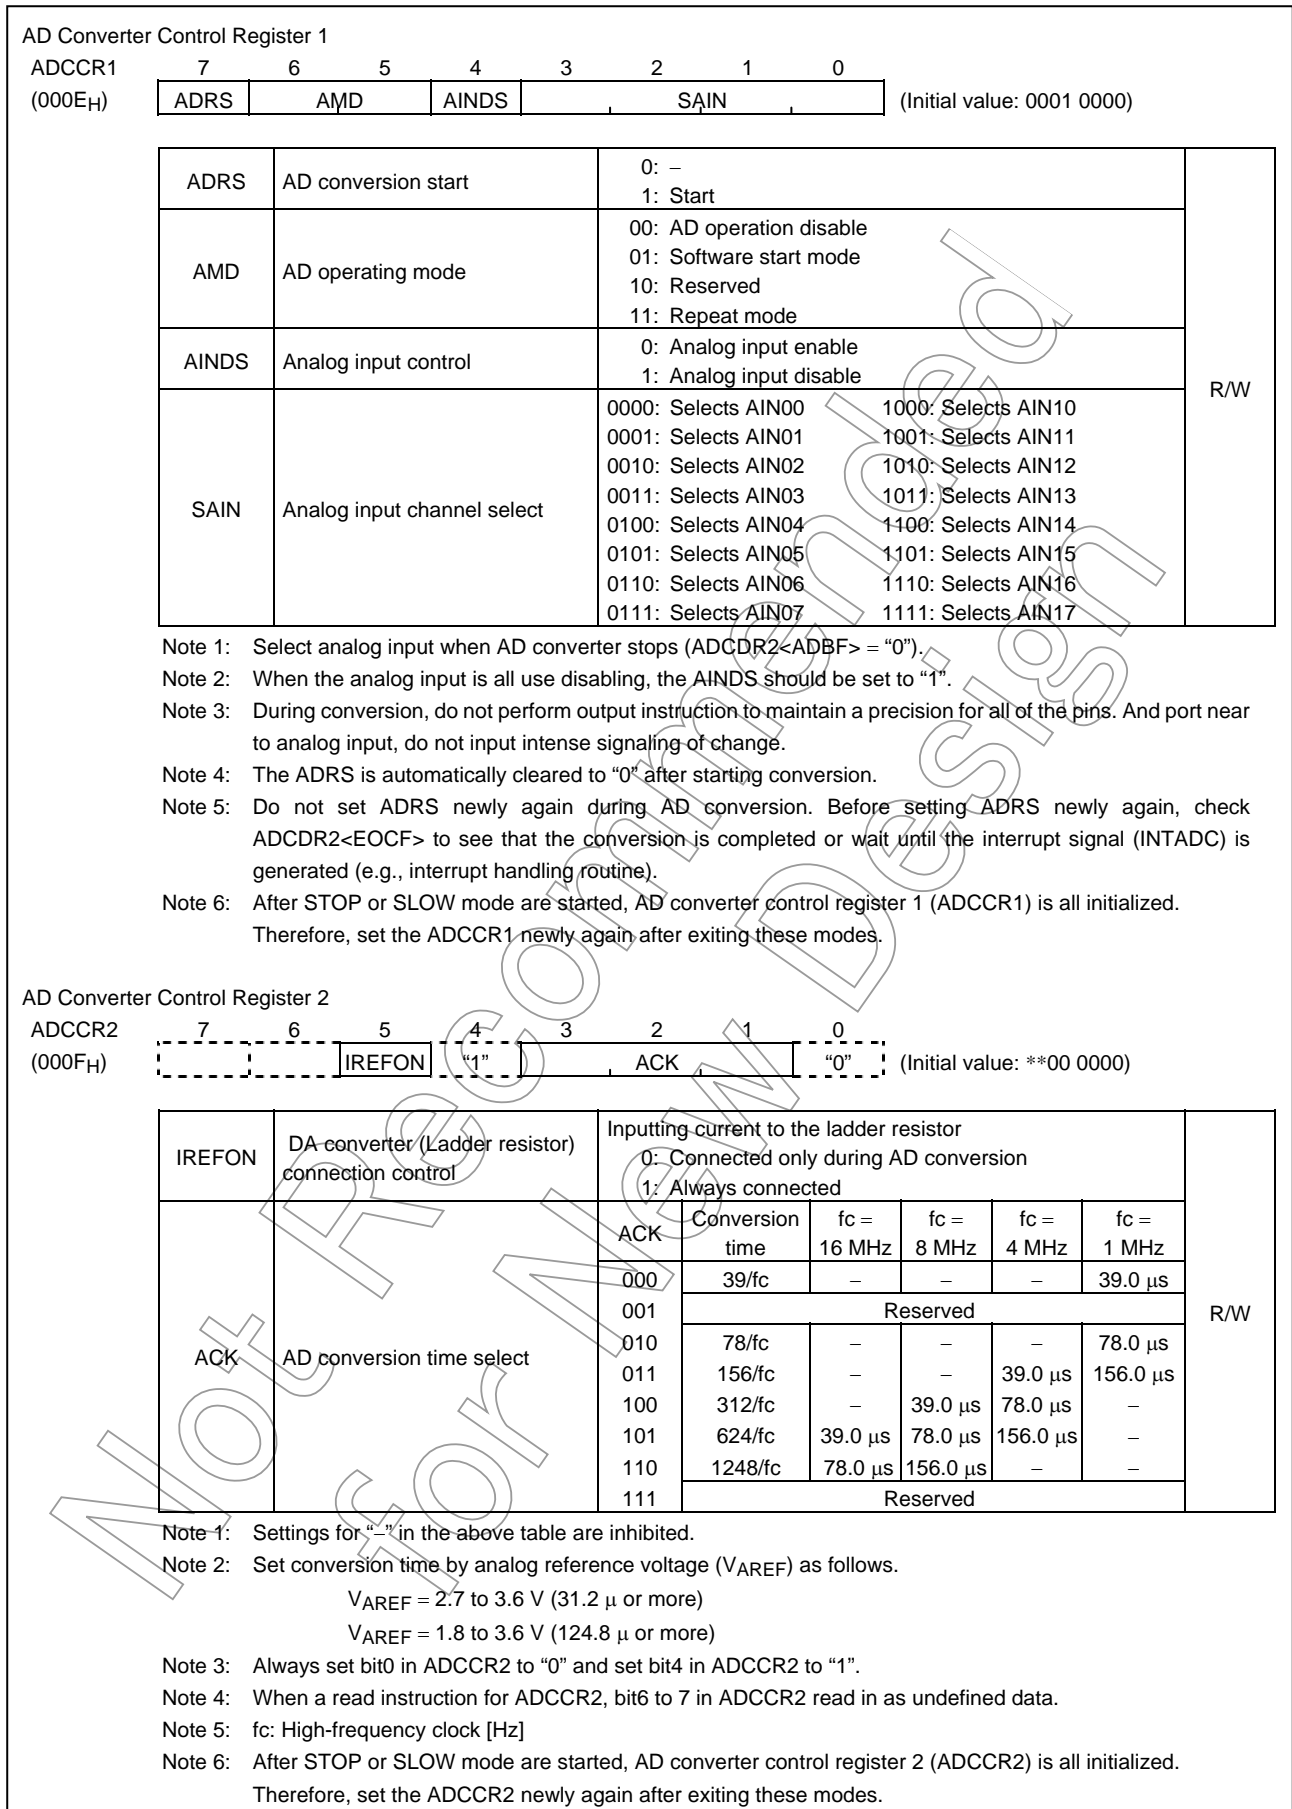 AD Converter Control Register 1
ADCCR1 7 6 5 4 3 2 1 0
(000EH) ADRS AMD AINDS SAIN (Initial value: 0001 0000)
ADRS AD conversion start 0: –
1: Start
AMD AD operating mode 00: AD operation disable
01: Software start mode
10: Reserved
11: Repeat mode
AINDS Analog input control 0: Analog input enable
1: Analog input disable
R/W
SAIN Analog input channel select 0000: Selects AIN00 1000: Selects AIN10
0001: Selects AIN01 1001: Selects AIN11
0010: Selects AIN02 1010: Selects AIN12
0011: Selects AIN03 1011: Selects AIN13
0100: Selects AIN04 1100: Selects AIN14
0101: Selects AIN05 1101: Selects AIN15
0110: Selects AIN06 1110: Selects AIN16
0111: Selects AIN07 1111: Selects AIN17
Note 1: Select analog input when AD converter stops (ADCDR2<ADBF> = “0”).
Note 2: When the analog input is all use disabling, the AINDS should be set to “1”.
Note 3: During conversion, do not perform output instruction to maintain a precision for all of the pins. And port near
to analog input, do not input intense signaling of change.
Note 4: The ADRS is automatically cleared to “0” after starting conversion.
Note 5: Do not set ADRS newly again during AD conversion. Before setting ADRS newly again, check
ADCDR2<EOCF> to see that the conversion is completed or wait until the interrupt signal (INTADC) is
generated (e.g., interrupt handling routine).
Note 6: After STOP or SLOW mode are started, AD converter control register 1 (ADCCR1) is all initialized.
Therefore, set the ADCCR1 newly again after exiting these modes.
AD Converter Control Register 2
ADCCR2 7 6 5 4 3 2 1 0
(000FH) IREFON “1” ACK “0” (Initial value: **00 0000)
IREFON DA converter (Ladder resistor)
connection control
Inputting current to the ladder resistor
0: Connected only during AD conversion
1: Always connected
R/W
ACK AD conversion time select
ACK Conversion time fc = 16 MHz fc = 8 MHz fc = 4 MHz fc = 1 MHz
000 39/fc – – – 39.0 μs
001 Reserved
010 78/fc – – – 78.0 μs
011 156/fc – – 39.0 μs 156.0 μs
100 312/fc – 39.0 μs 78.0 μs –
101 624/fc 39.0 μs 78.0 μs 156.0 μs –
110 1248/fc 78.0 μs 156.0 μs – –
111 Reserved
Note 1: Settings for “–” in the above table are inhibited.
Note 2: Set conversion time by analog reference voltage (VAREF) as follows.
VAREF = 2.7 to 3.6 V (31.2 μ or more)
VAREF = 1.8 to 3.6 V (124.8 μ or more)
Note 3: Always set bit0 in ADCCR2 to “0” and set bit4 in ADCCR2 to “1”.
Note 4: When a read instruction for ADCCR2, bit6 to 7 in ADCCR2 read in as undefined data.
Note 5: fc: High-frequency clock [Hz]
Note 6: After STOP or SLOW mode are started, AD converter control register 2 (ADCCR2) is all initialized.
Therefore, set the ADCCR2 newly again after exiting these modes.
Not Recommended
for New Design